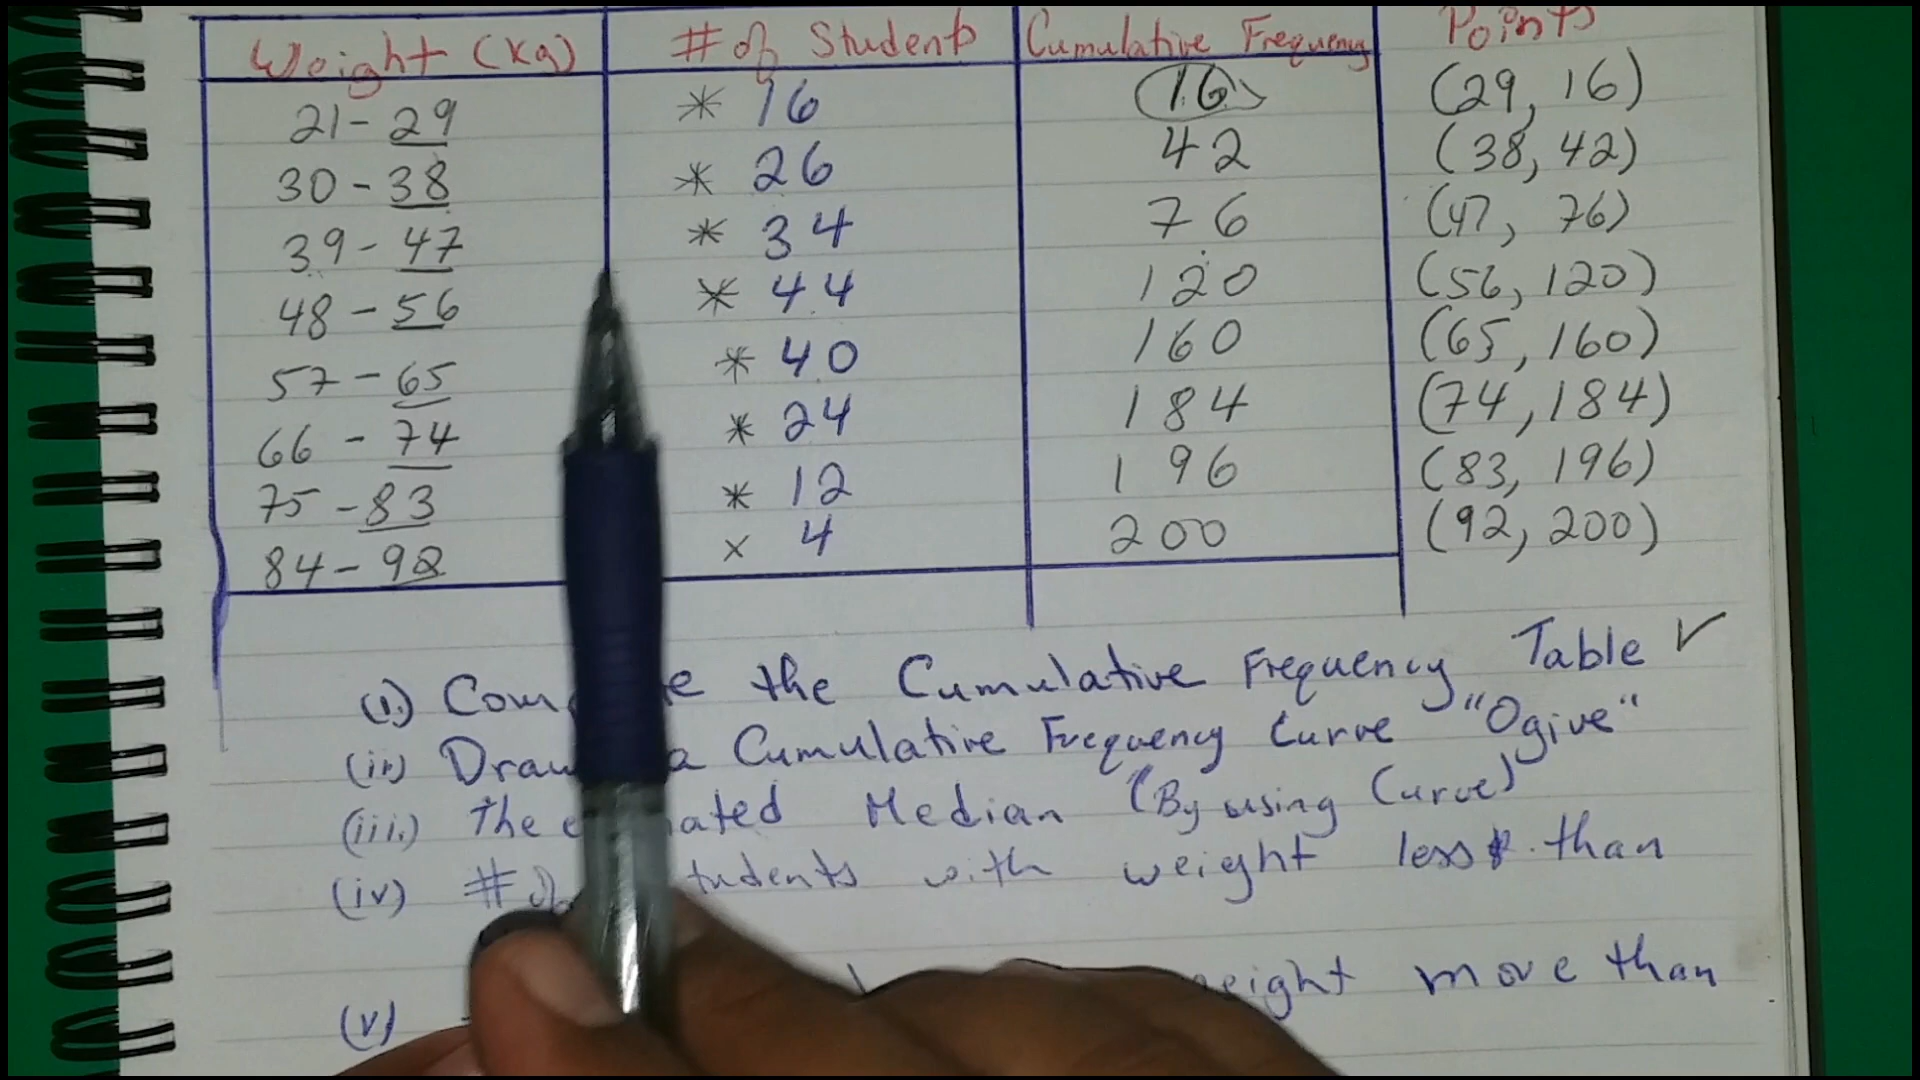 Weight (Kg) # of Students Cumulative Frequency Points
21-29 * 16 16 (29, 16)
30-38 * 26 42 (38, 42)
39-47 * 34 76 (47, 76)
48-56 * 44 120 (56, 120)
57-65 * 40 160 (65, 160)
66-74 * 24 184 (74, 184)
75-83 * 12 196 (83, 196)
84-92 × 4 200 (92, 200)
(i.) the Cumulative Frequency Table ✓
(ii) Draw a Cumulative Frequency Curve "Ogive"
(iii.) The Median (By using Curve)
(iv) # of students with weight less than
(v) weight more than